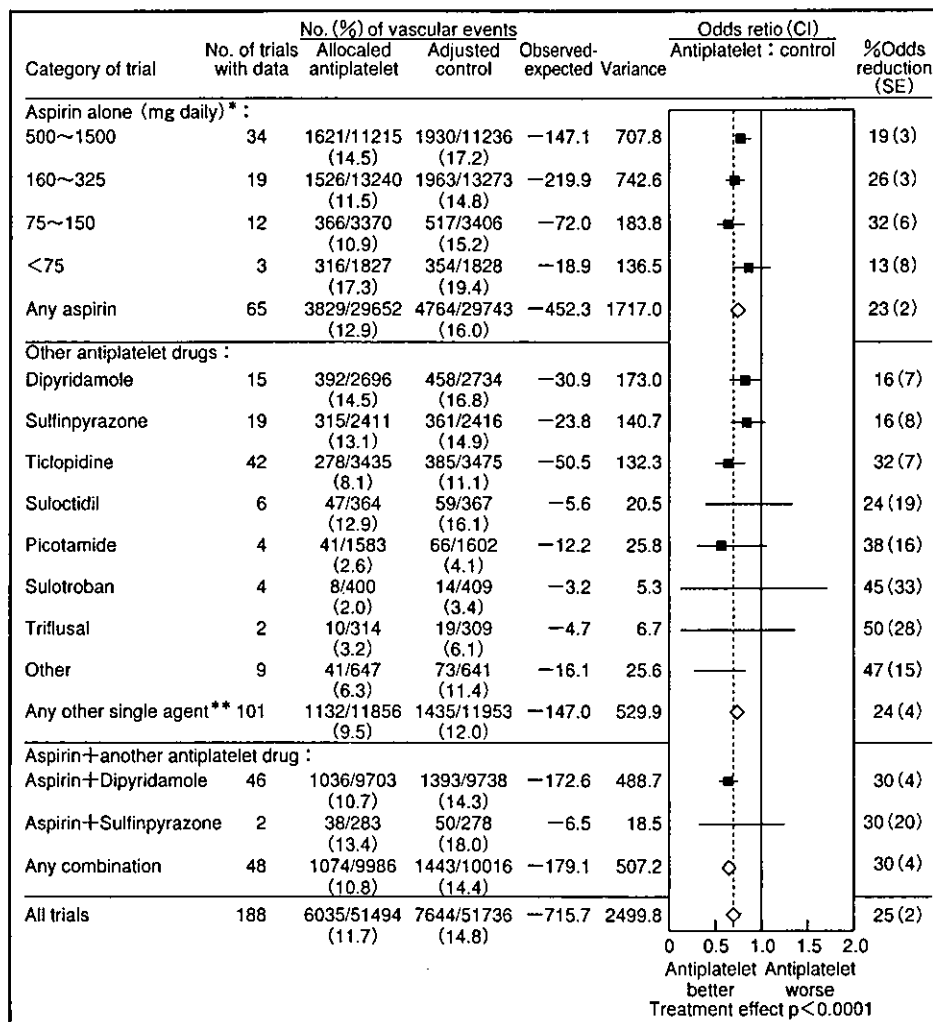 No. (%) of vascular events Odds retio (CI)
No. of trials Allocaled Adjusted Observed- Antiplatelet : control %Odds
Category of trial with data antiplatelet control expected Variance reduction
(SE)
Aspirin alone (mg daily)* :
500~1500 34 1621/11215 1930/11236 −147.1 707.8 19(3)
(14.5) (17.2)
160~325 19 1526/13240 1963/13273 −219.9 742.6 26(3)
(11.5) (14.8)
75~150 12 366/3370 517/3406 −72.0 183.8 32(6)
(10.9) (15.2)
<75 3 316/1827 354/1828 −18.9 136.5 13(8)
(17.3) (19.4)
Any aspirin 65 3829/29652 4764/29743 −452.3 1717.0 23(2)
(12.9) (16.0)
Other antiplatelet drugs :
Dipyridamole 15 392/2696 458/2734 −30.9 173.0 16(7)
(14.5) (16.8)
Sulfinpyrazone 19 315/2411 361/2416 −23.8 140.7 16(8)
(13.1) (14.9)
Ticlopidine 42 278/3435 385/3475 −50.5 132.3 32(7)
(8.1) (11.1)
Suloctidil 6 47/364 59/367 −5.6 20.5 24(19)
(12.9) (16.1)
Picotamide 4 41/1583 66/1602 −12.2 25.8 38(16)
(2.6) (4.1)
Sulotroban 4 8/400 14/409 −3.2 5.3 45(33)
(2.0) (3.4)
Triflusal 2 10/314 19/309 −4.7 6.7 50(28)
(3.2) (6.1)
Other 9 41/647 73/641 −16.1 25.6 47(15)
(6.3) (11.4)
Any other single agent** 101 1132/11856 1435/11953 −147.0 529.9 24(4)
(9.5) (12.0)
Aspirin+another antiplatelet drug :
Aspirin+Dipyridamole 46 1036/9703 1393/9738 −172.6 488.7 30(4)
(10.7) (14.3)
Aspirin+Sulfinpyrazone 2 38/283 50/278 −6.5 18.5 30(20)
(13.4) (18.0)
Any combination 48 1074/9986 1443/10016 −179.1 507.2 30(4)
(10.8) (14.4)
All trials 188 6035/51494 7644/51736 −715.7 2499.8 25(2)
(11.7) (14.8)
0 0.5 1.0 1.5 2.0
Antiplatelet Antiplatelet
better worse
Treatment effect p<0.0001